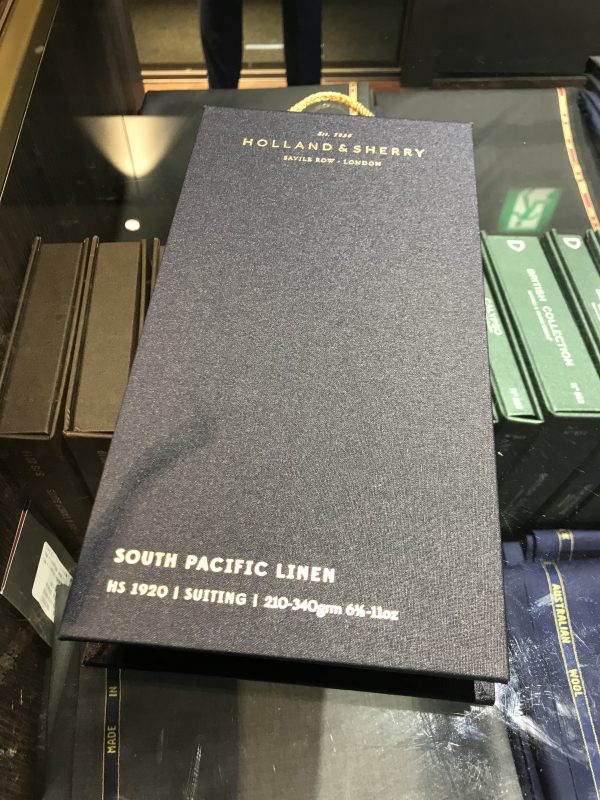 Est. 1836
HOLLAND & SHERRY
SAVILE ROW · LONDON
SOUTH PACIFIC LINEN
HS 1920 | SUITING | 210-340grm 6½-11oz
BRITISH COLLECTION
AUSTRALIAN WOOL
MADE IN